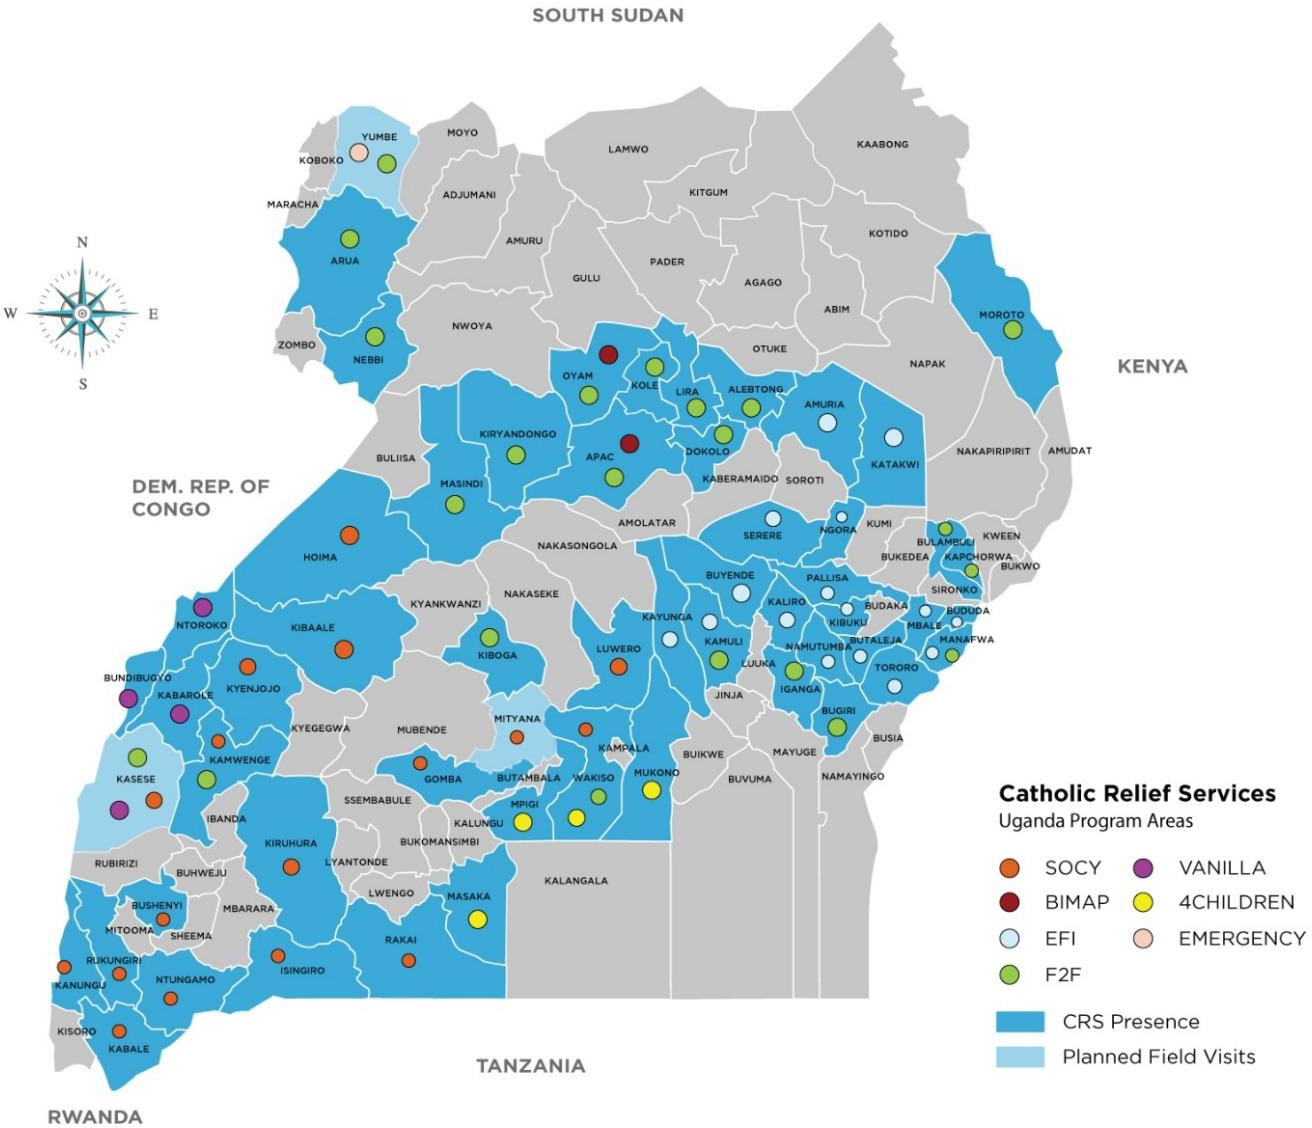 SOUTH SUDAN
YUMBE
MOYO
KOBOKO
LAMWO
KAABONG
MARACHA
ADJUMANI
KITGUM
N
W
E
S
ARUA
AMURU
KOTIDO
GULU
PADER
AGAGO
ABIM
MOROTO
ZOMBO
NEBBI
NWOYA
OTUKE
NAPAK
KENYA
OYAM
KOLE
LIRA
ALEBTONG
AMURIA
KIRYANDONGO
APAC
DOKOLO
KATAKWI
NAKAPIRIPIRIT
AMUDAT
BULIISA
DEM. REP. OF
CONGO
MASINDI
KABERAMAIDO
SOROTI
AMOLATAR
SERERE
NGORA
KUMI
BULAMBULI
KWEEN
HOIMA
NAKASONGOLA
BUKEDEA
KAPCHORWA
BUKWO
BUYENDE
PALLISA
SIRONKO
NTOROKO
KIBAALE
KYANKWANZI
NAKASEKE
KAYUNGA
KALIRO
KIBUKU
BUDAKA
MBALE
BUDUDA
KIBOGA
LUWERO
KAMULI
LUUKA
NAMUTUMBA
BUTALEJA
MANAFWA
TORORO
BUNDIBUGYO
KABAROLE
KYENJOJO
IGANGA
JINJA
BUGIRI
KYEGEGWA
MUBENDE
MITYANA
KAMPALA
BUIKWE
MAYUGE
BUSIA
KASESE
KAMWENGE
GOMBA
BUTAMBALA
WAKISO
MUKONO
BUVUMA
NAMAYINGO
IBANDA
SSEMBABULE
KALUNGU
MPIGI
KIRUHURA
BUKOMANSIMBI
RUBIRIZI
BUHWEJU
LYANTONDE
LWENGO
MASAKA
KALANGALA
BUSHENYI
MBARARA
MITOOMA
SHEEMA
RAKAI
RUKUNGIRI
KANUNGU
NTUNGAMO
ISINGIRO
KISORO
KABALE
TANZANIA
RWANDA
Catholic Relief Services
Uganda Program Areas
SOCY
VANILLA
BIMAP
4CHILDREN
EFI
EMERGENCY
F2F
CRS Presence
Planned Field Visits